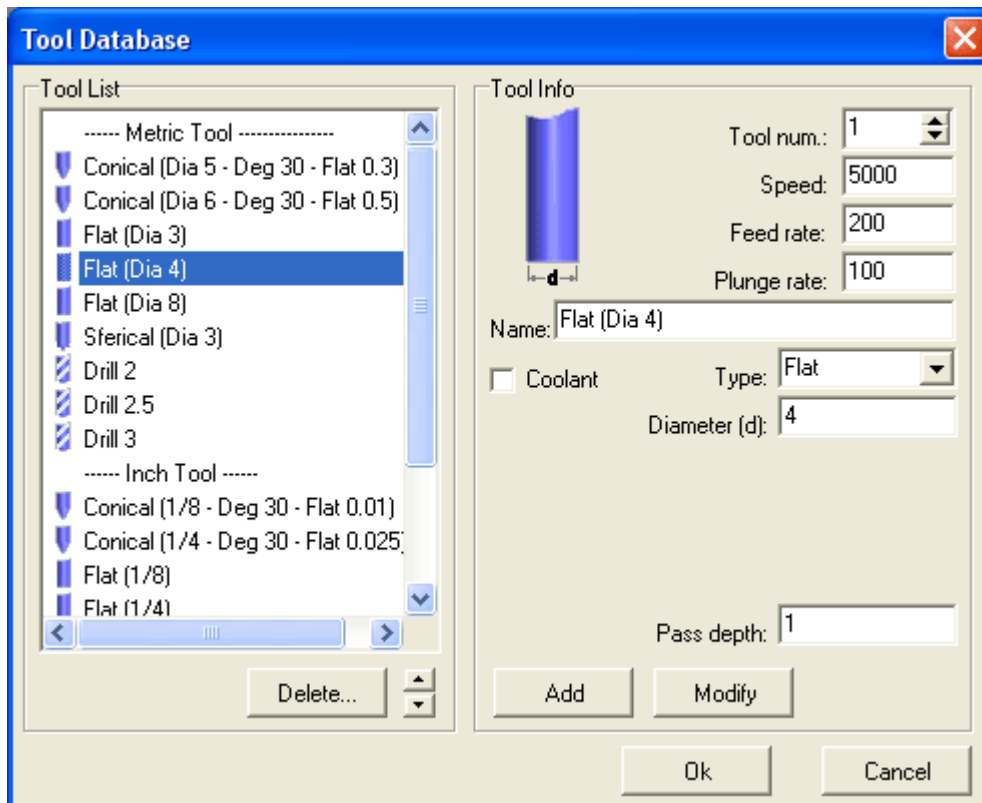 Tool Database
Tool List
------ Metric Tool ----------------
Conical (Dia 5 - Deg 30 - Flat 0.3)
Conical (Dia 6 - Deg 30 - Flat 0.5)
Flat (Dia 3)
Flat (Dia 4)
Flat (Dia 8)
Sferical (Dia 3)
Drill 2
Drill 2.5
Drill 3
------ Inch Tool ------
Conical (1/8 - Deg 30 - Flat 0.01)
Conical (1/4 - Deg 30 - Flat 0.025)
Flat (1/8)
Flat (1/4)
Delete...
Tool Info
d
Tool num.: 1
Speed: 5000
Feed rate: 200
Plunge rate: 100
Name: Flat (Dia 4)
Coolant
Type: Flat
Diameter (d): 4
Pass depth: 1
Add Modify
Ok Cancel